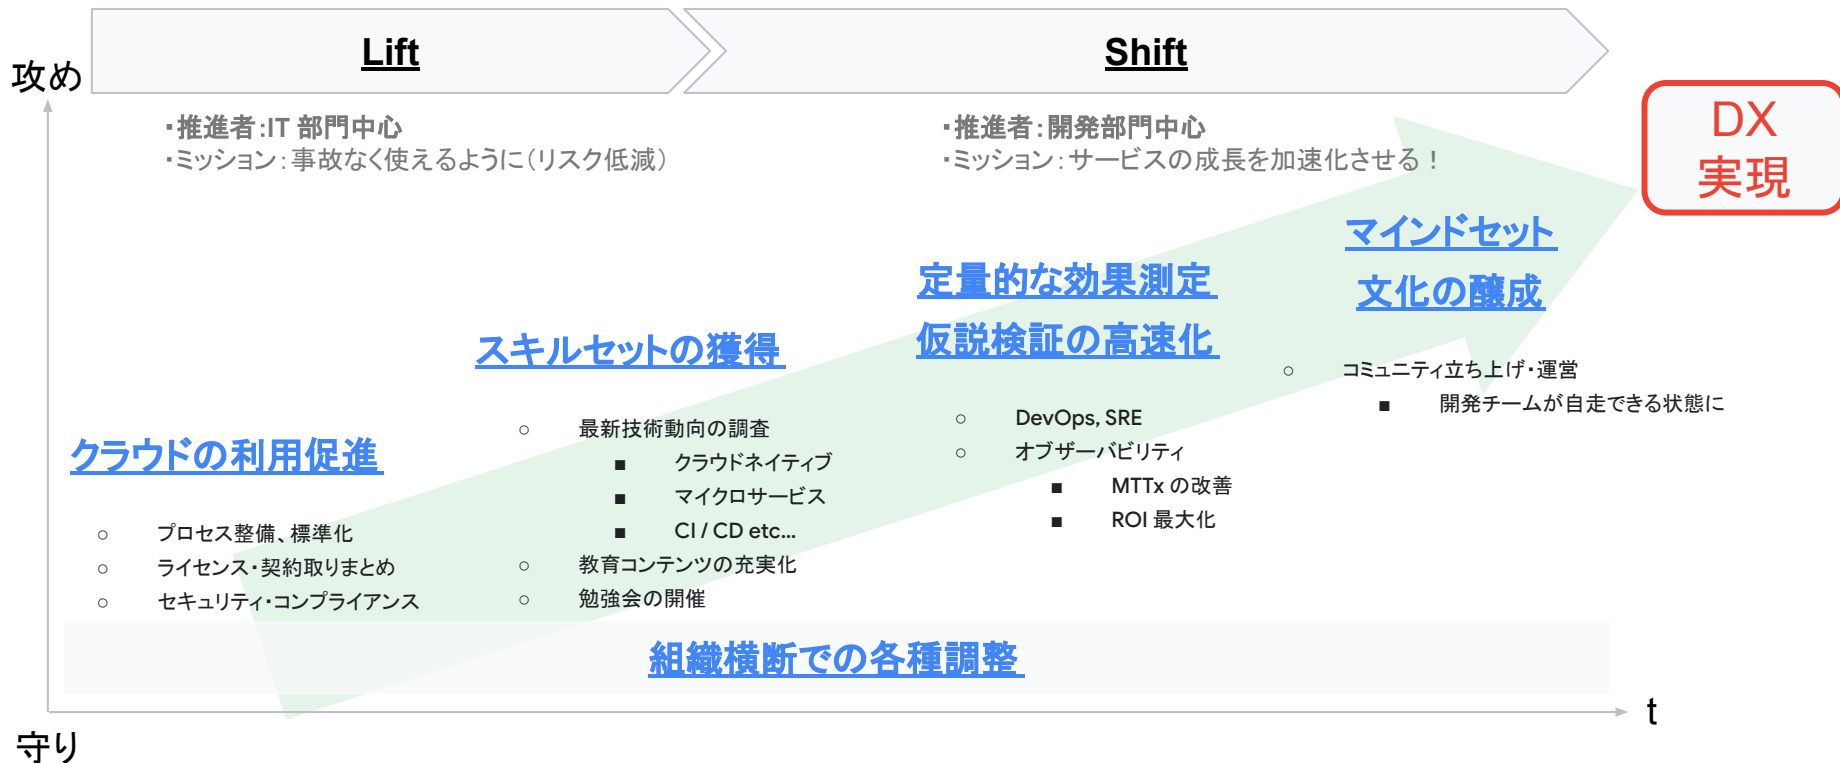 Lift
Shift
攻め
・推進者：IT 部門中心
・ミッション：事故なく使えるように（リスク低減）
・推進者：開発部門中心
・ミッション：サービスの成長を加速化させる！
DX
実現
クラウドの利用促進
○ プロセス整備、標準化
○ ライセンス・契約取りまとめ
○ セキュリティ・コンプライアンス
スキルセットの獲得
○ 最新技術動向の調査
■ クラウドネイティブ
■ マイクロサービス
■ CI / CD etc...
○ 教育コンテンツの充実化
○ 勉強会の開催
定量的な効果測定
仮説検証の高速化
○ DevOps, SRE
○ オブザーバビリティ
■ MTTx の改善
■ ROI 最大化
マインドセット
文化の醸成
○ コミュニティ立ち上げ・運営
■ 開発チームが自走できる状態に
組織横断での各種調整
t
守り